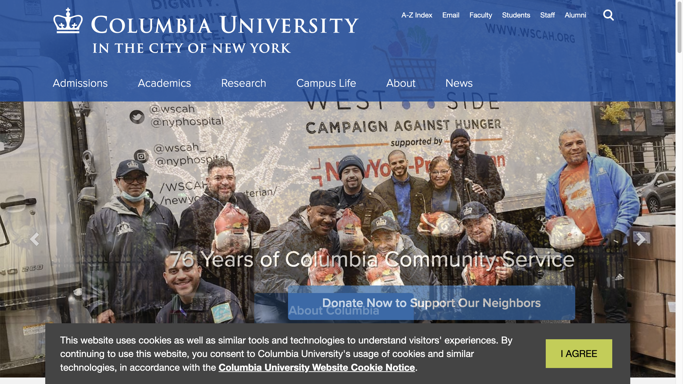 COLUMBIA UNIVERSITY
IN THE CITY OF NEW YORK
A-Z Index Email Faculty Students Staff Alumni
Admissions Academics Research Campus Life About News
WWW.WSCAH.ORG
WEST SIDE
CAMPAIGN AGAINST HUNGER
supported by
NewYork-Pre
@wscah
@nyphospital
@wscah_
@nyphospital
/WSCAH
76 Years of Columbia Community Service
Donate Now to Support Our Neighbors
About Columbia
This website uses cookies as well as similar tools and technologies to understand visitors' experiences. By
continuing to use this website, you consent to Columbia University's usage of cookies and similar
technologies, in accordance with the Columbia University Website Cookie Notice.
I AGREE